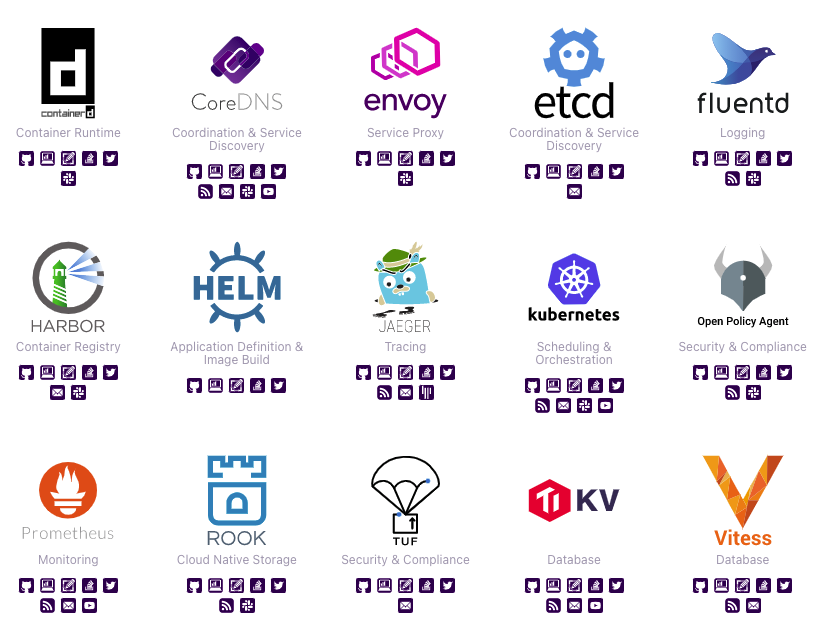 d
containerd
CoreDNS
envoy
etcd
fluentd
Container Runtime
Coordination & Service
Discovery
Service Proxy
Coordination & Service
Discovery
Logging
HARBOR
HELM
JAEGER
kubernetes
Open Policy Agent
Container Registry
Application Definition &
Image Build
Tracing
Scheduling &
Orchestration
Security & Compliance
Prometheus
ROOK
TUF
TiKV
Vitess
Monitoring
Cloud Native Storage
Security & Compliance
Database
Database